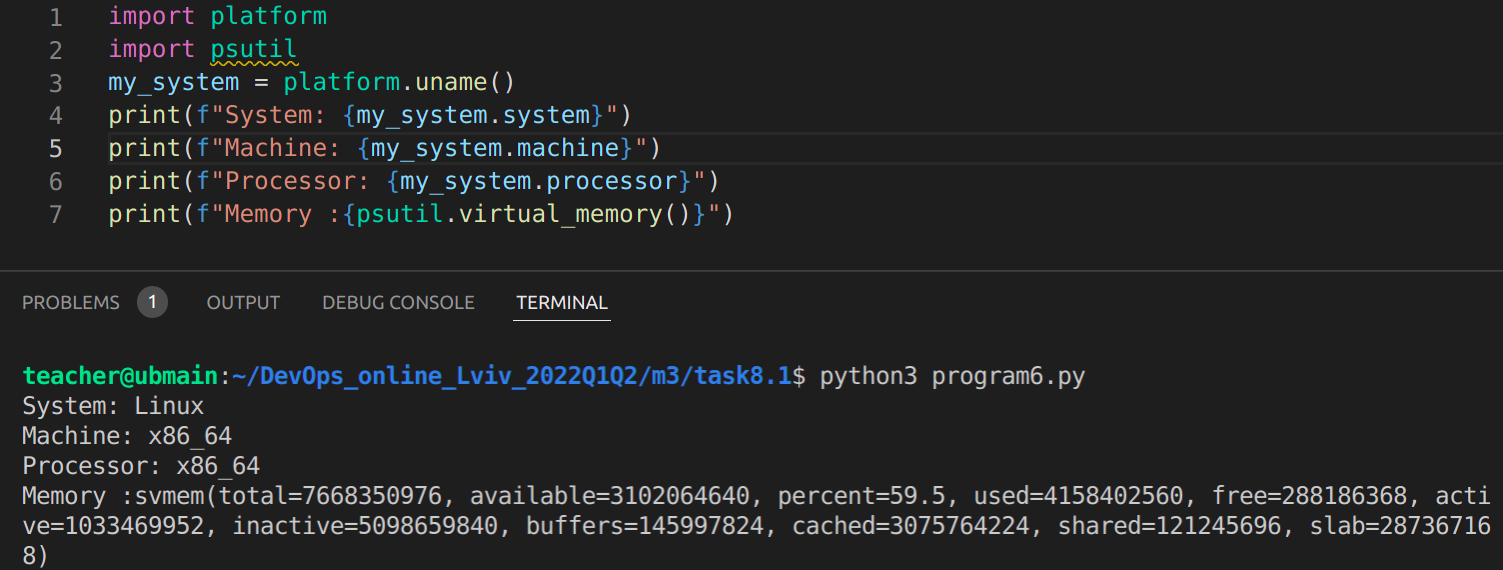 1 import platform
2 import psutil
3 my_system = platform.uname()
4 print(f"System: {my_system.system}")
5 print(f"Machine: {my_system.machine}")
6 print(f"Processor: {my_system.processor}")
7 print(f"Memory :{psutil.virtual_memory()}")
PROBLEMS 1 OUTPUT DEBUG CONSOLE TERMINAL
teacher@ubmain:~/DevOps_online_Lviv_2022Q1Q2/m3/task8.1$ python3 program6.py
System: Linux
Machine: x86_64
Processor: x86_64
Memory :svmem(total=7668350976, available=3102064640, percent=59.5, used=4158402560, free=288186368, acti
ve=1033469952, inactive=5098659840, buffers=145997824, cached=3075764224, shared=121245696, slab=28736716
8)